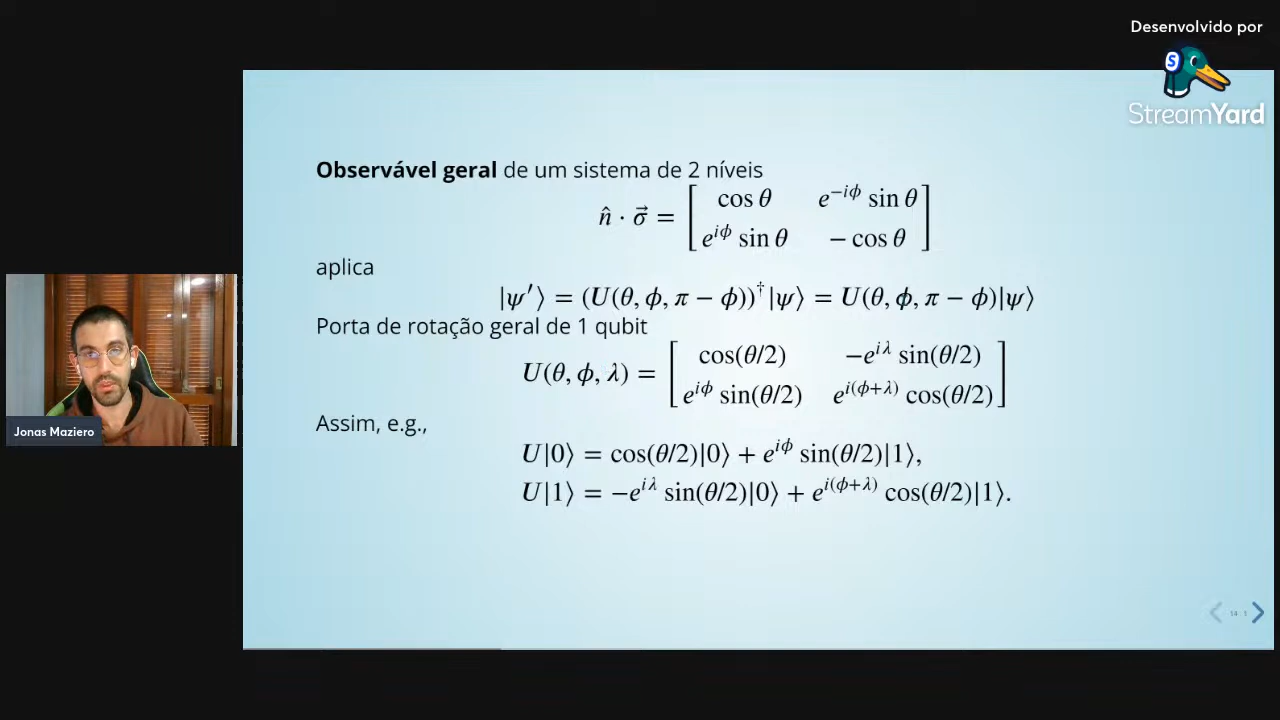 Desenvolvido por
StreamYard
Observável geral de um sistema de 2 níveis
n̂ · σ⃗ = [ cos θ   e^{−iϕ} sin θ
e^{iϕ} sin θ   − cos θ ]
aplica
|ψ′⟩ = (U(θ, ϕ, π − ϕ))†|ψ⟩ = U(θ, ϕ, π − ϕ)|ψ⟩
Porta de rotação geral de 1 qubit
U(θ, ϕ, λ) = [ cos(θ/2)   −e^{iλ} sin(θ/2)
e^{iϕ} sin(θ/2)   e^{i(ϕ+λ)} cos(θ/2) ]
Assim, e.g.,
U|0⟩ = cos(θ/2)|0⟩ + e^{iϕ} sin(θ/2)|1⟩,
U|1⟩ = −e^{iλ} sin(θ/2)|0⟩ + e^{i(ϕ+λ)} cos(θ/2)|1⟩.
Jonas Maziero